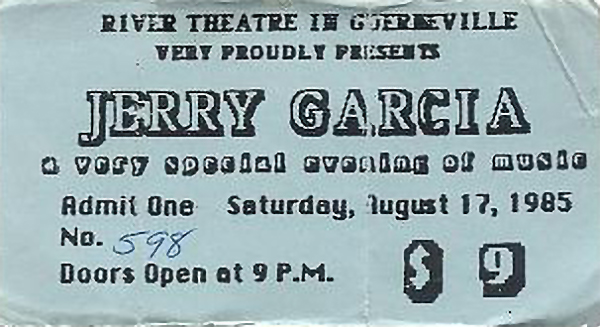 RIVER THEATRE IN GUERNEVILLE
VERY PROUDLY PRESENTS
JERRY GARCIA
a very special evening of music
Admit One Saturday, August 17, 1985
No. 598
Doors Open at 9 P.M. $ 9